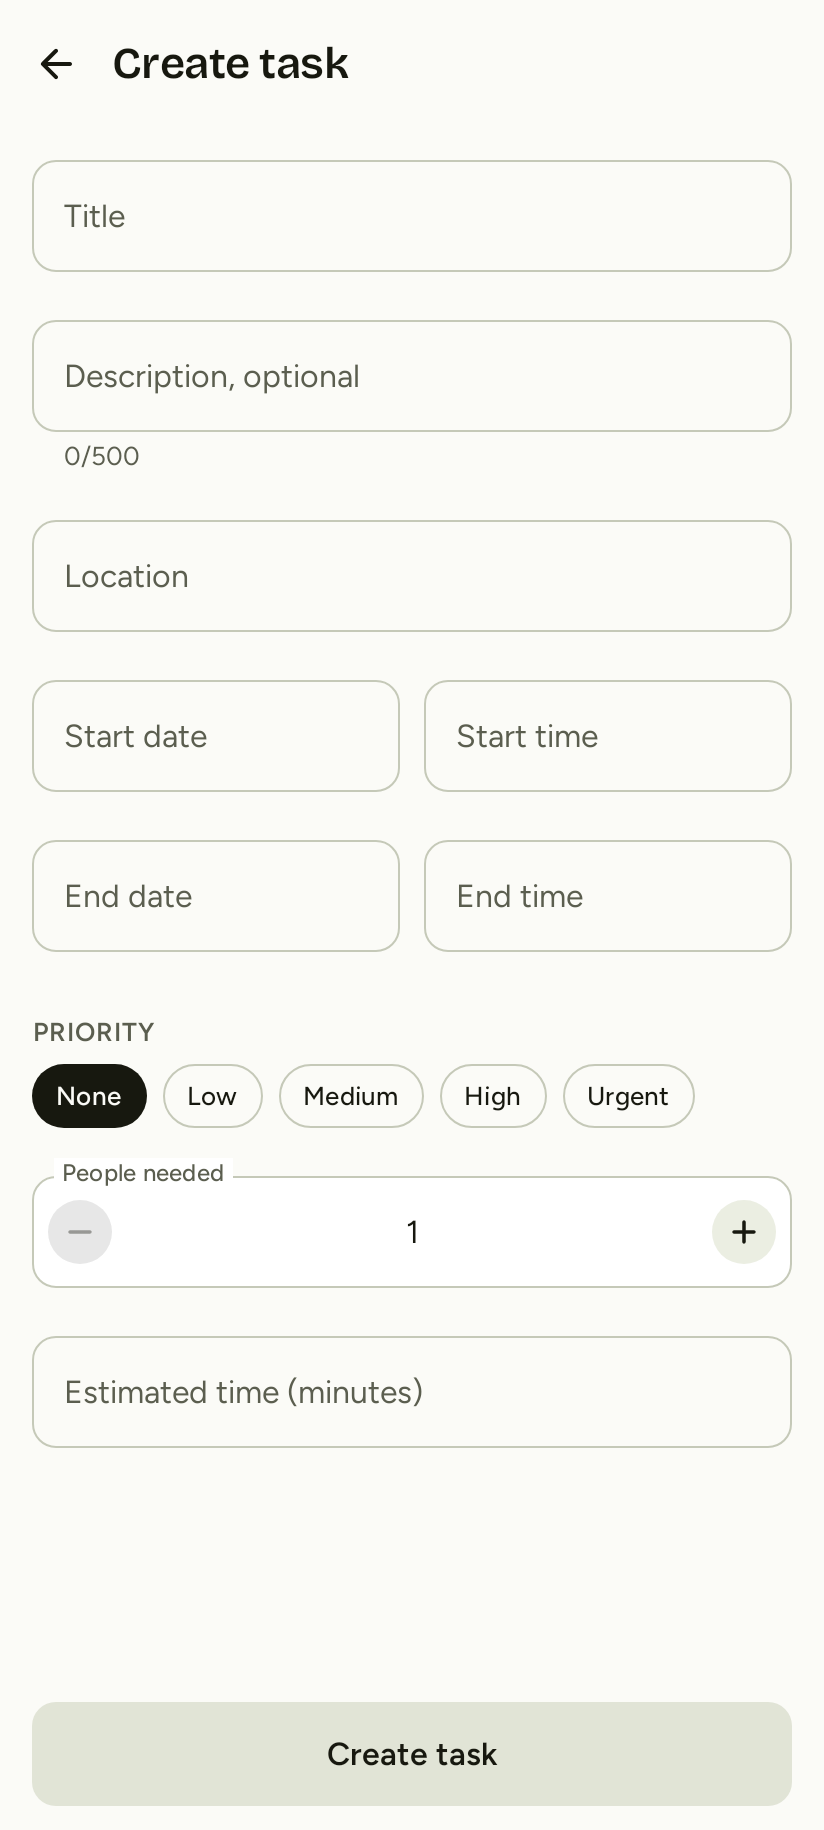 Create task
Title
Description, optional
0/500
Location
Start date
Start time
End date
End time
PRIORITY
None
Low
Medium
High
Urgent
People needed
1
Estimated time (minutes)
Create task